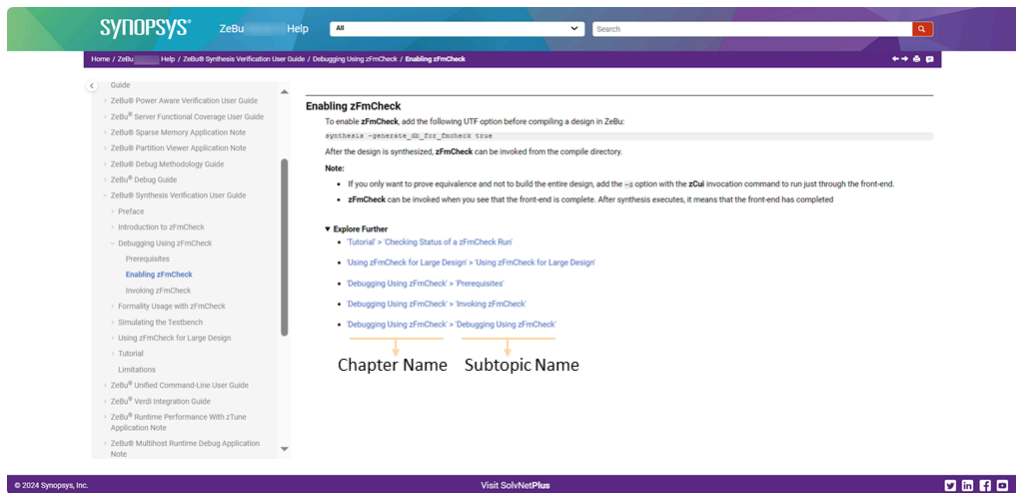 SYNOPSYS®
ZeBu Help
All
Search
Home / ZeBu Help / ZeBu® Synthesis Verification User Guide / Debugging Using zFmCheck / Enabling zFmCheck
Guide
ZeBu® Power Aware Verification User Guide
ZeBu® Server Functional Coverage User Guide
ZeBu® Sparse Memory Application Note
ZeBu® Partition Viewer Application Note
ZeBu® Debug Methodology Guide
ZeBu® Debug Guide
ZeBu® Synthesis Verification User Guide
Preface
Introduction to zFmCheck
Debugging Using zFmCheck
Prerequisites
Enabling zFmCheck
Invoking zFmCheck
Formality Usage with zFmCheck
Simulating the Testbench
Using zFmCheck for Large Design
Tutorial
Limitations
ZeBu® Unified Command-Line User Guide
ZeBu® Verdi Integration Guide
ZeBu® Runtime Performance With zTune
Application Note
ZeBu® Multihost Runtime Debug Application
Note
Enabling zFmCheck
To enable zFmCheck, add the following UTF option before compiling a design in ZeBu:
synthesis -generate_db_for_fmcheck true
After the design is synthesized, zFmCheck can be invoked from the compile directory.
Note:
• If you only want to prove equivalence and not to build the entire design, add the -s option with the zCui invocation command to run just through the front-end.
• zFmCheck can be invoked when you see that the front-end is complete. After synthesis executes, it means that the front-end has completed
▼ Explore Further
• 'Tutorial' > 'Checking Status of a zFmCheck Run'
• 'Using zFmCheck for Large Design' > 'Using zFmCheck for Large Design'
• 'Debugging Using zFmCheck' > 'Prerequisites'
• 'Debugging Using zFmCheck' > 'Invoking zFmCheck'
• 'Debugging Using zFmCheck' > 'Debugging Using zFmCheck'
Chapter Name Subtopic Name
© 2024 Synopsys, Inc.
Visit SolvNetPlus